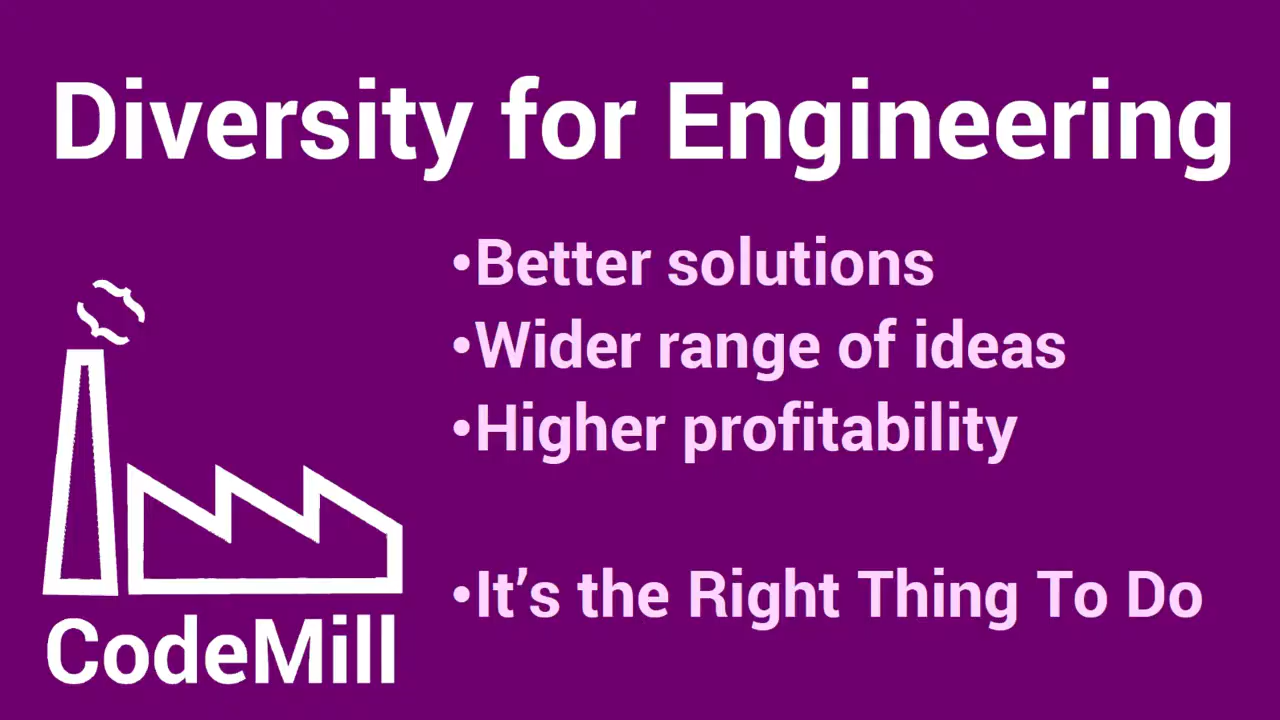 Diversity for Engineering
•Better solutions
•Wider range of ideas
•Higher profitability
•It’s the Right Thing To Do
CodeMill